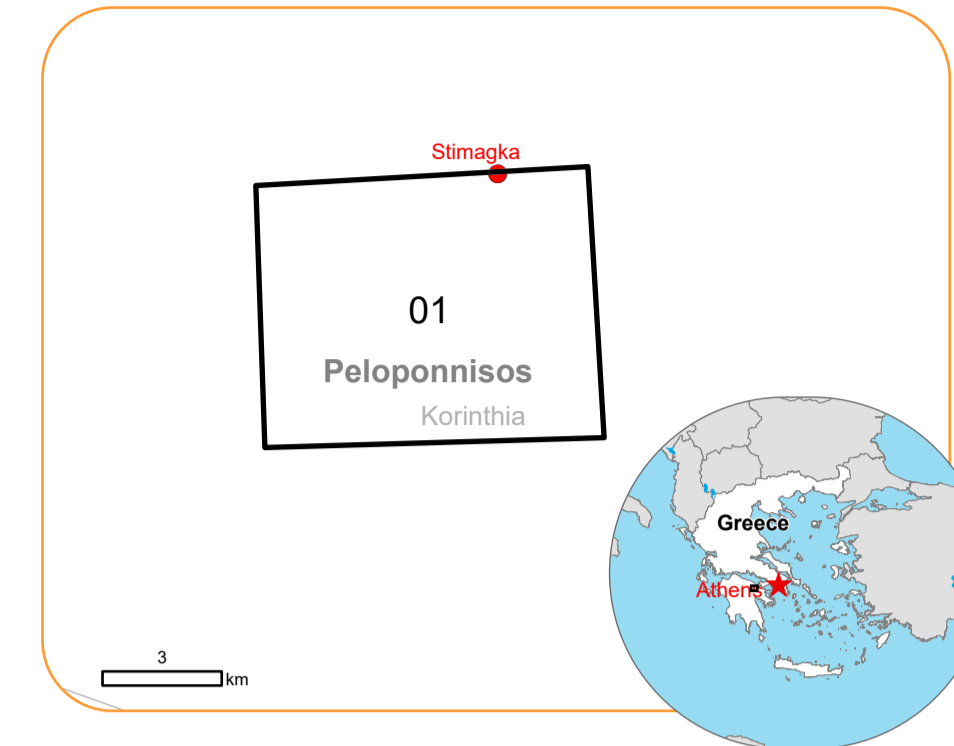 Stimagka
01
Peloponnisos
Korinthia
Greece
Athens
3
km